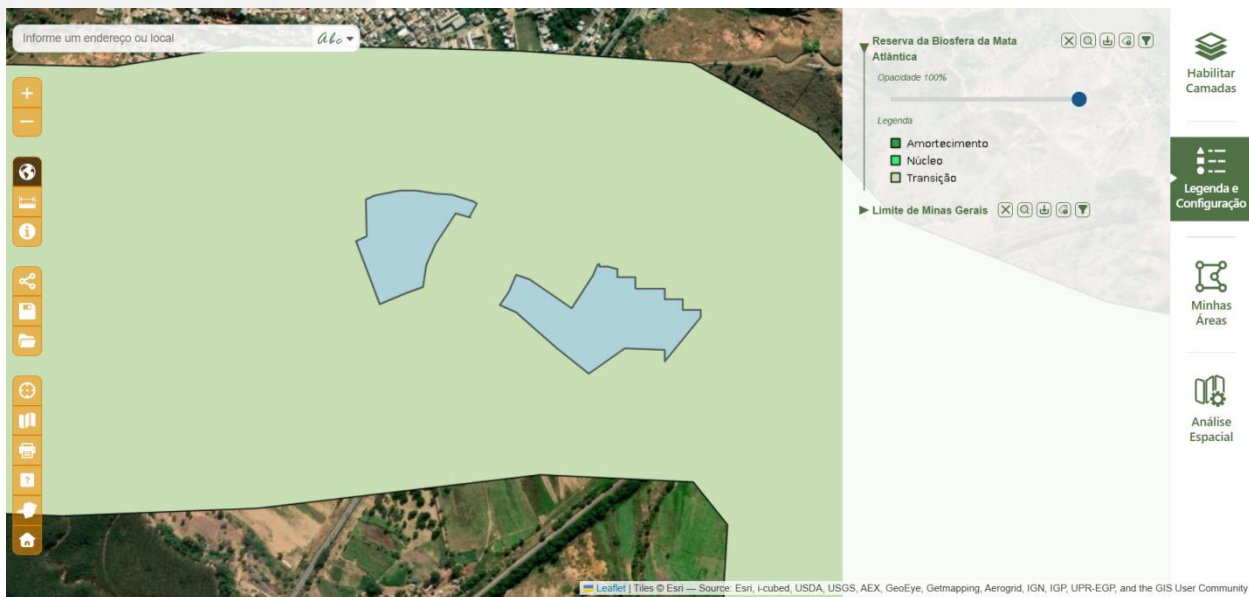 Informe um endereço ou local
Abc
Reserva da Biosfera da Mata
Atlântica
Opacidade 100%
Legenda
Amortecimento
Núcleo
Transição
Limite de Minas Gerais
Habilitar
Camadas
Legenda e
Configuração
Minhas
Áreas
Análise
Espacial
Leaflet | Tiles © Esri — Source: Esri, i-cubed, USDA, USGS, AEX, GeoEye, Getmapping, Aerogrid, IGN, IGP, UPR-EGP, and the GIS User Community